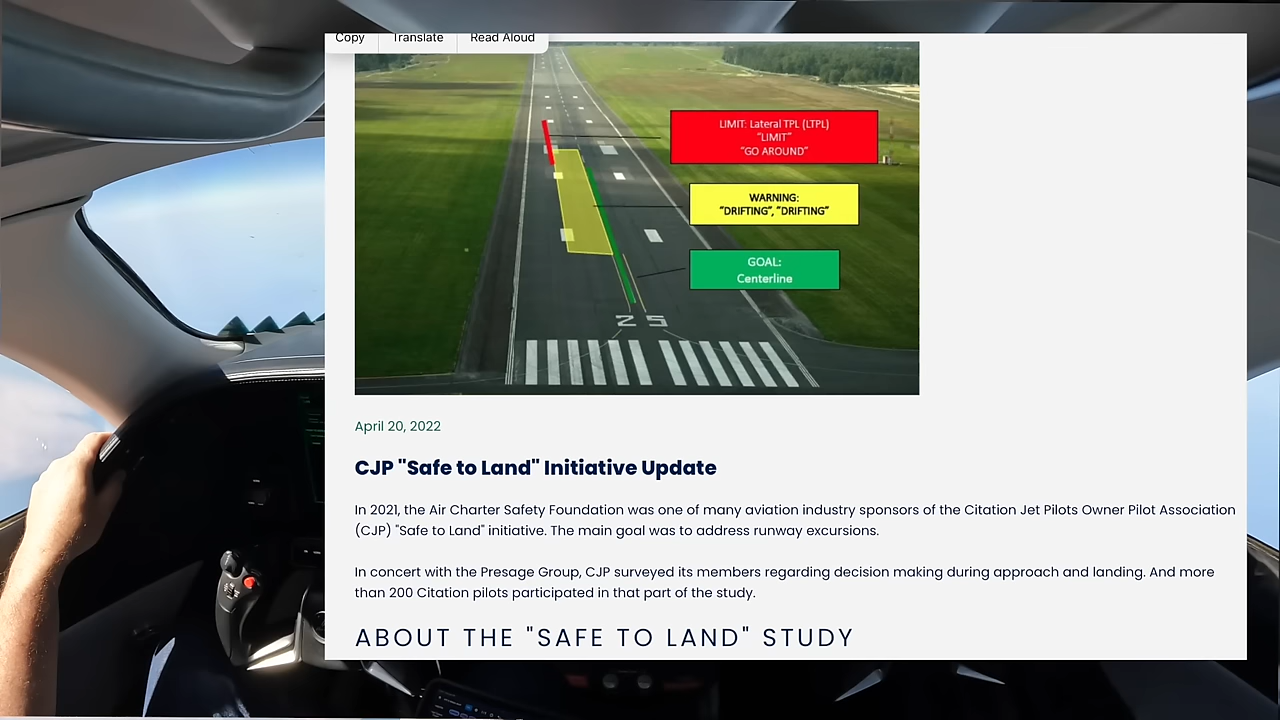 Copy Translate Read Aloud
LIMIT: Lateral TPL (LTPL)
"LIMIT"
"GO AROUND"
WARNING:
"DRIFTING", "DRIFTING"
GOAL:
Centerline
25
April 20, 2022
CJP "Safe to Land" Initiative Update
In 2021, the Air Charter Safety Foundation was one of many aviation industry sponsors of the Citation Jet Pilots Owner Pilot Association
(CJP) "Safe to Land" initiative. The main goal was to address runway excursions.
In concert with the Presage Group, CJP surveyed its members regarding decision making during approach and landing. And more
than 200 Citation pilots participated in that part of the study.
ABOUT THE "SAFE TO LAND" STUDY